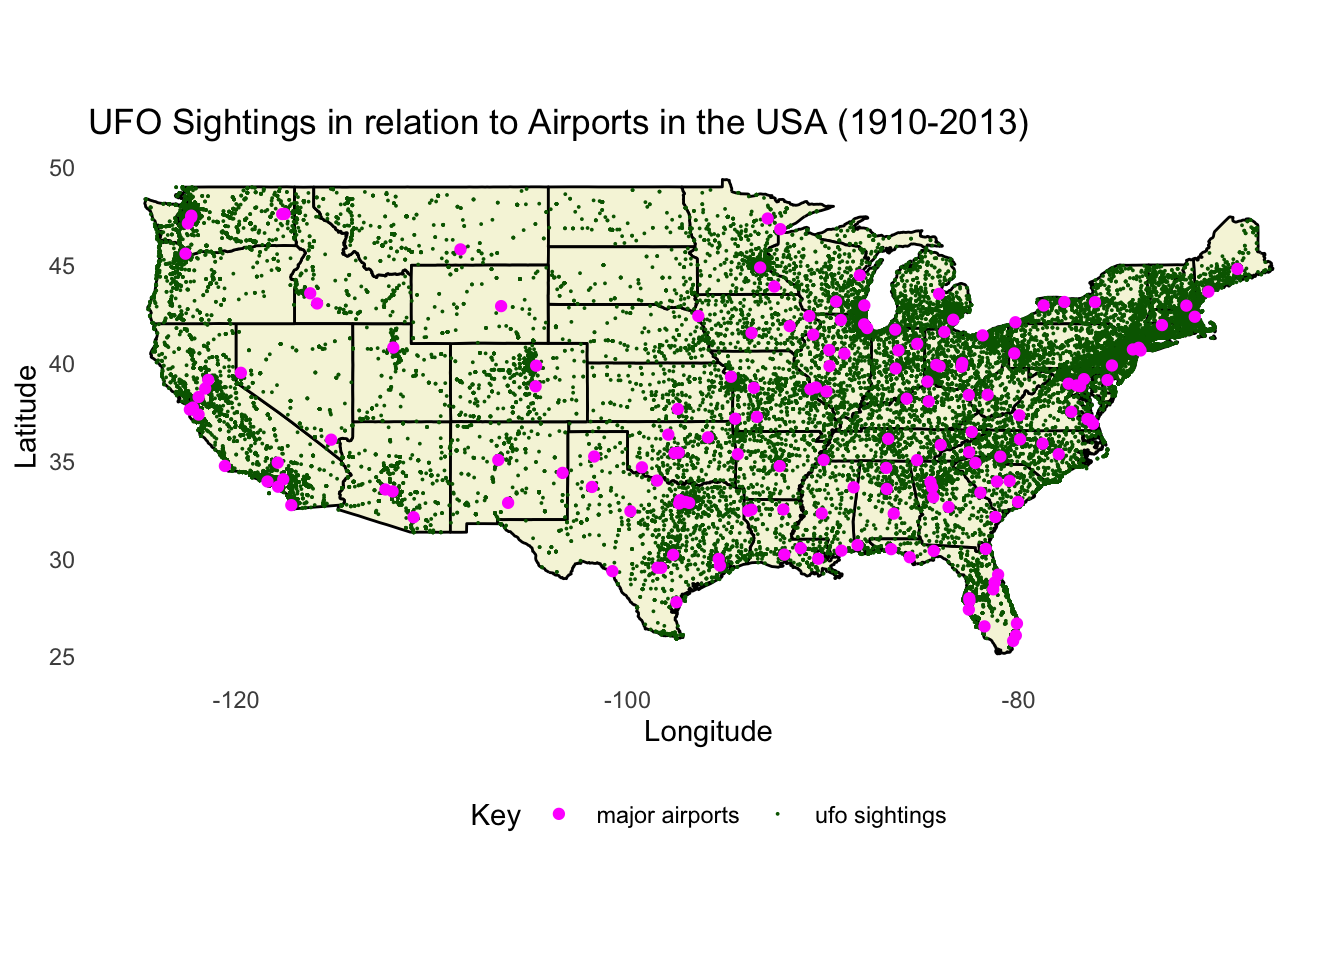 UFO Sightings in relation to Airports in the USA (1910-2013)
50
45
40
35
30
25
Latitude
-120 -100 -80
Longitude
Key major airports ufo sightings